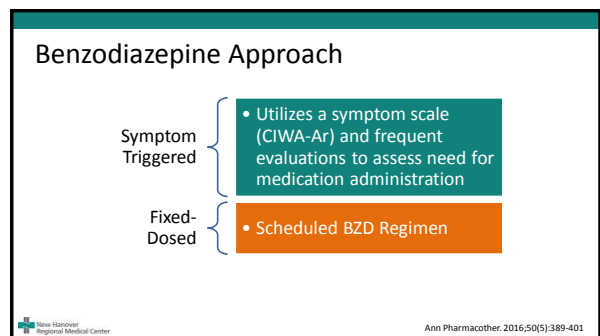 Benzodiazepine Approach
Symptom
Triggered
• Utilizes a symptom scale
(CIWA-Ar) and frequent
evaluations to assess need for
medication administration
Fixed-
Dosed
• Scheduled BZD Regimen
New Hanover
Regional Medical Center
Ann Pharmacother. 2016;50(5):389-401